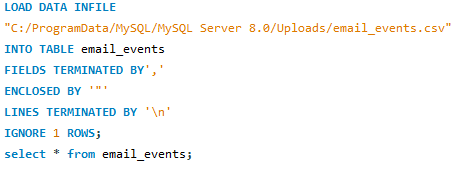 LOAD DATA INFILE
"C:/ProgramData/MySQL/MySQL Server 8.0/Uploads/email_events.csv"
INTO TABLE email_events
FIELDS TERMINATED BY','
ENCLOSED BY '"'
LINES TERMINATED BY '\n'
IGNORE 1 ROWS;
select * from email_events;